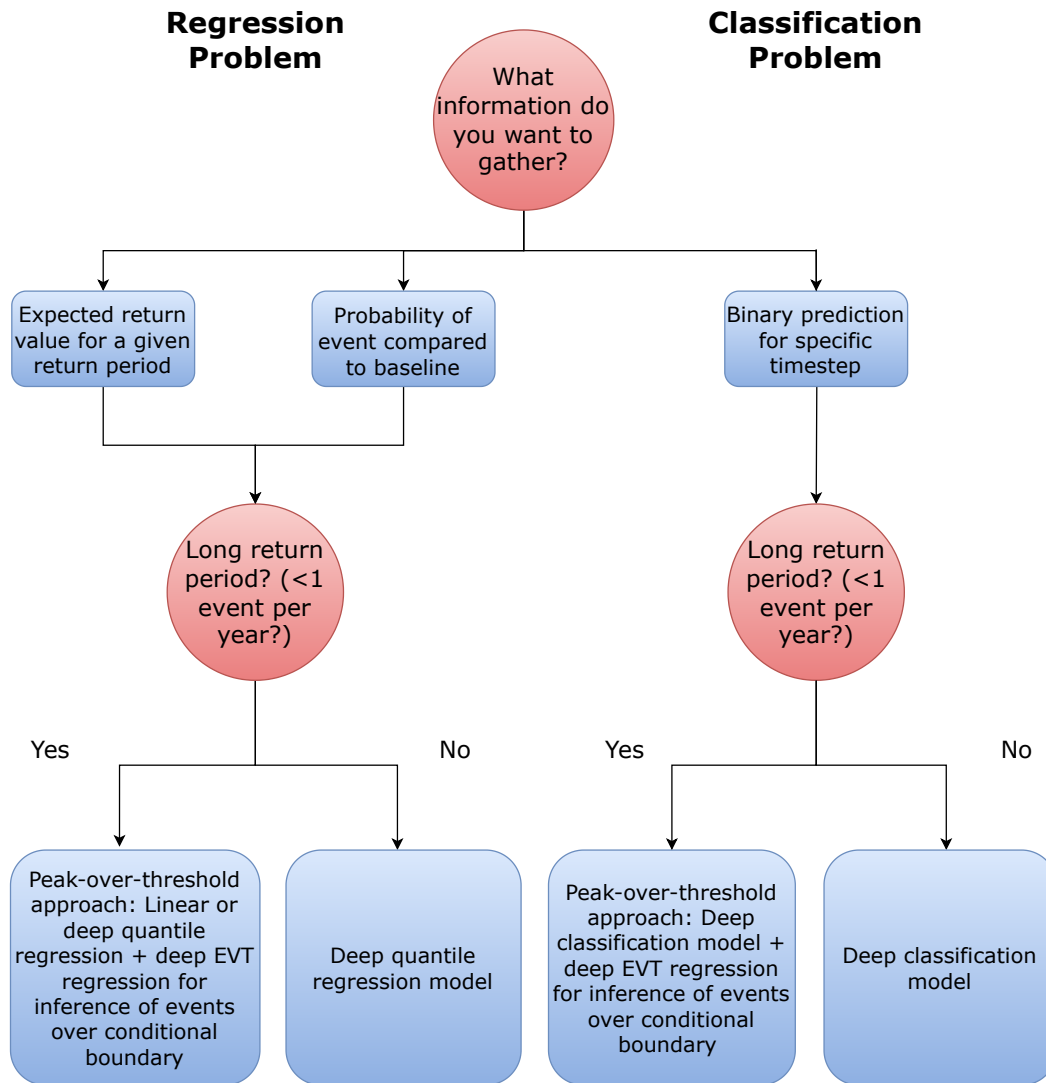 Regression
Problem
Classification
Problem
What
information do
you want to
gather?
Expected return
value for a given
return period
Probability of
event compared
to baseline
Binary prediction
for specific
timestep
Long return
period? (<1
event per
year?)
Long return
period? (<1
event per
year?)
Yes
No
Yes
No
Peak-over-threshold
approach: Linear or
deep quantile
regression + deep EVT
regression for
inference of events
over conditional
boundary
Deep quantile
regression model
Peak-over-threshold
approach: Deep
classification model +
deep EVT regression
for inference of events
over conditional
boundary
Deep classification
model